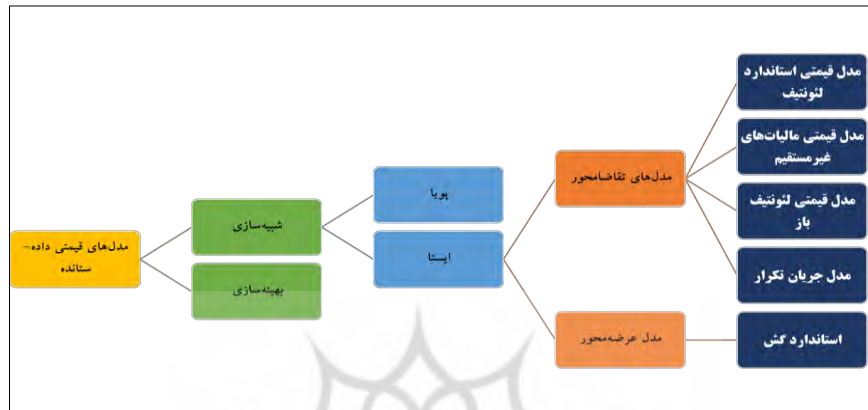 مدل‌های قیمتی داده-
ستانده
شبیه‌سازی
بهینه‌سازی
پویا
ایستا
مدل‌های تقاضامحور
مدل عرضه‌محور
مدل قیمتی استاندارد
لئونتیف
مدل قیمتی مالیات‌های
غیرمستقیم
مدل قیمتی لئونتیف
باز
مدل جریان تکرار
استاندارد گش